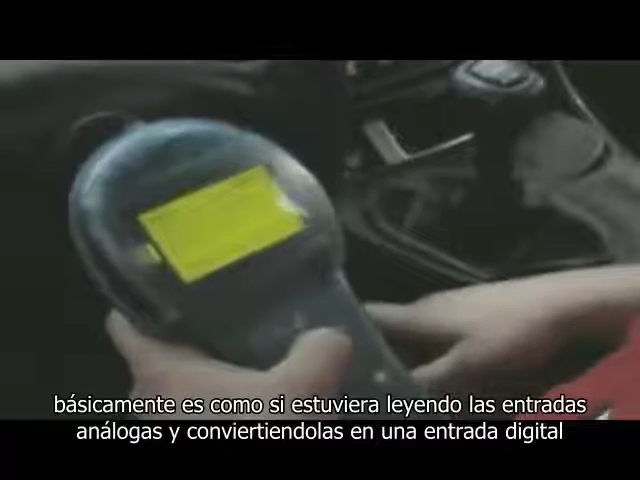 básicamente es como si estuviera leyendo las entradas
análogas y conviertiendolas en una entrada digital